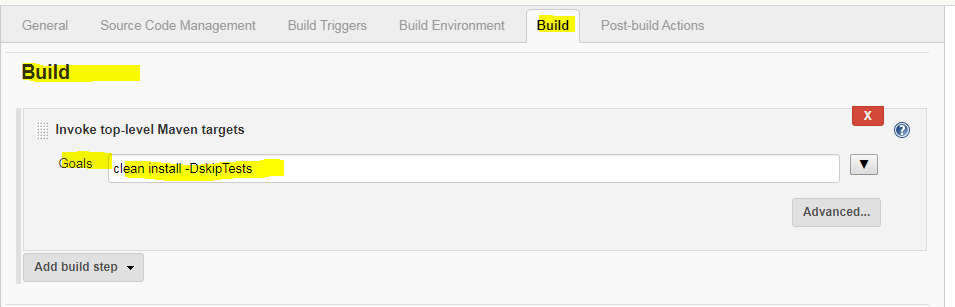 General Source Code Management Build Triggers Build Environment Build Post-build Actions
Build
Invoke top-level Maven targets X ?
Goals clean install -DskipTests ▼
Advanced...
Add build step